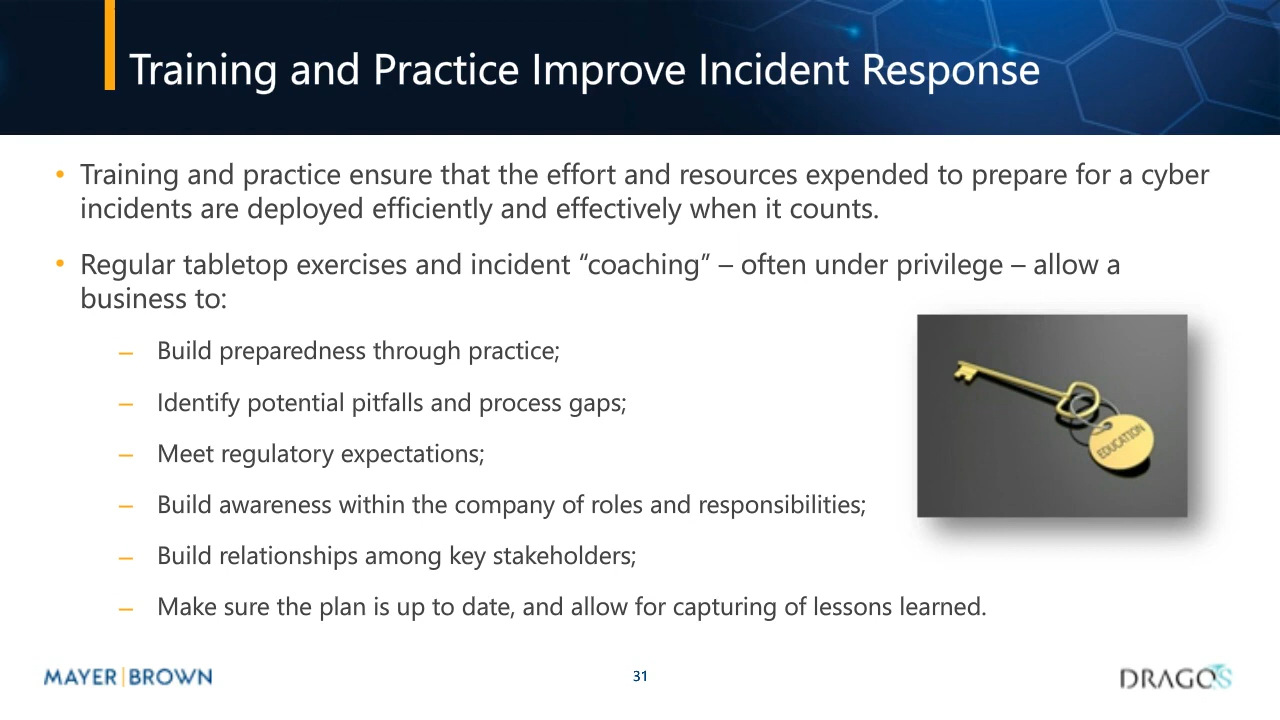 Training and Practice Improve Incident Response
• Training and practice ensure that the effort and resources expended to prepare for a cyber
incidents are deployed efficiently and effectively when it counts.
• Regular tabletop exercises and incident “coaching” – often under privilege – allow a
business to:
– Build preparedness through practice;
– Identify potential pitfalls and process gaps;
– Meet regulatory expectations;
– Build awareness within the company of roles and responsibilities;
– Build relationships among key stakeholders;
– Make sure the plan is up to date, and allow for capturing of lessons learned.
EDUCATION
MAYER|BROWN
31
DRAGOS